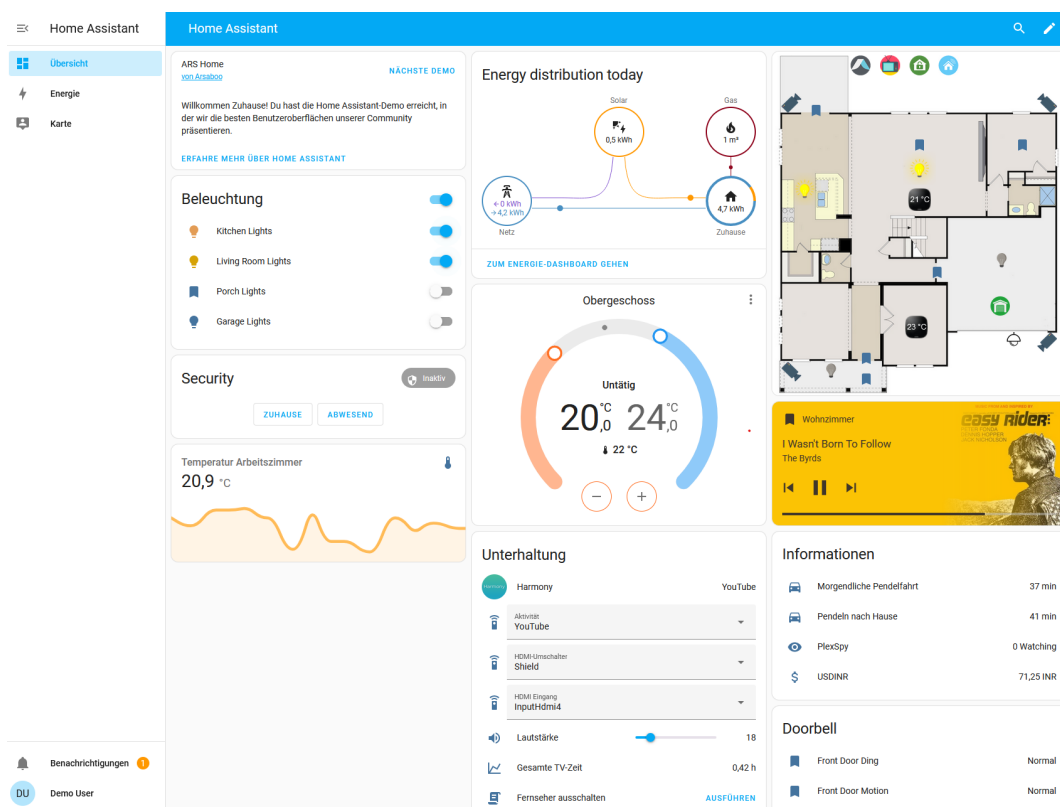 Home Assistant
Übersicht
Energie
Karte
Benachrichtigungen 1
DU Demo User
Home Assistant
ARS Home
von Arsaboo
NÄCHSTE DEMO
Willkommen Zuhause! Du hast die Home Assistant-Demo erreicht, in
der wir die besten Benutzeroberflächen unserer Community
präsentieren.
ERFAHRE MEHR ÜBER HOME ASSISTANT
Beleuchtung
Kitchen Lights
Living Room Lights
Porch Lights
Garage Lights
Security
Inaktiv
ZUHAUSE ABWESEND
Temperatur Arbeitszimmer
20,9 °C
Energy distribution today
Solar Gas
0,5 kWh 1 m³
←0 kWh
→4,2 kWh
4,7 kWh
Netz Zuhause
ZUM ENERGIE-DASHBOARD GEHEN
Obergeschoss
Untätig
20,0 °C 24,0 °C
22 °C
Unterhaltung
Harmony YouTube
Aktivität
YouTube
HDMI-Umschalter
Shield
HDMI Eingang
InputHdmi4
Lautstärke 18
Gesamte TV-Zeit 0,42 h
Fernseher ausschalten AUSFÜHREN
21 °C
23 °C
Wohnzimmer
I Wasn't Born To Follow
The Byrds
easy RIDER:
PETER FONDA
DENNIS HOPPER
JACK NICHOLSON
Informationen
Morgendliche Pendelfahrt 37 min
Pendeln nach Hause 41 min
PlexSpy 0 Watching
USDINR 71,25 INR
Doorbell
Front Door Ding Normal
Front Door Motion Normal